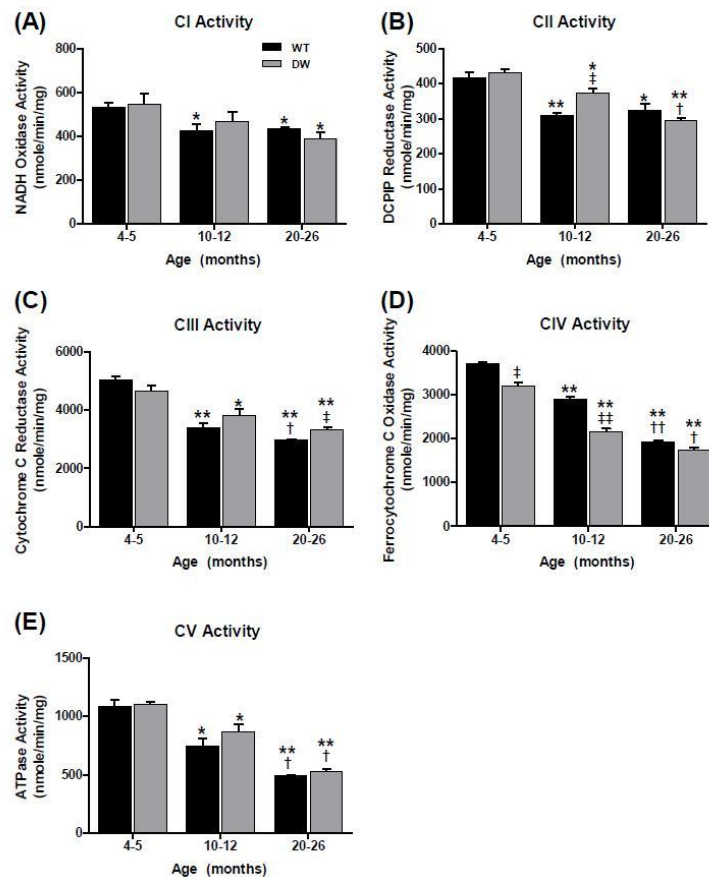 (A)
CI Activity
NADH Oxidase Activity
(nmole/min/mg)
800
600
400
200
0
WT
DW
*
*
*
4-5
10-12
20-26
Age (months)
(B)
CII Activity
DCPIP Reductase Activity
(nmole/min/mg)
500
400
300
200
100
0
**
*
‡
*
**
†
4-5
10-12
20-26
Age (months)
(C)
CIII Activity
Cytochrome C Reductase Activity
(nmole/min/mg)
6000
4000
2000
0
**
*
**
†
**
‡
4-5
10-12
20-26
Age (months)
(D)
CIV Activity
Ferrocytochrome C Oxidase Activity
(nmole/min/mg)
4000
3000
2000
1000
0
‡
**
**
‡‡
**
††
**
†
4-5
10-12
20-26
Age (months)
(E)
CV Activity
ATPase Activity
(nmole/min/mg)
1500
1000
500
0
*
*
**
†
**
†
4-5
10-12
20-26
Age (months)